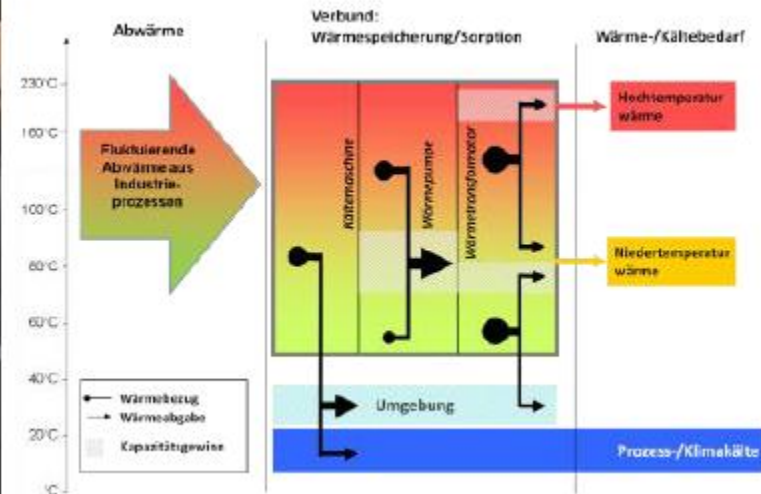 Abwärme
Verbund:
Wärmespeicherung/Sorption
Wärme-/Kältebedarf
230°C
160°C
100°C
80°C
60°C
40°C
20°C
°C
Fluktuierende
Abwärme aus
Industrie-
prozessen
Kältemaschine
Wärmepumpe
Wärmetransformator
Hochtemperatur
wärme
Niedertemperatur
wärme
Wärmebezug
Wärmeabgabe
Kapazitätsgewinne
Umgebung
Prozess-/Klimakälte